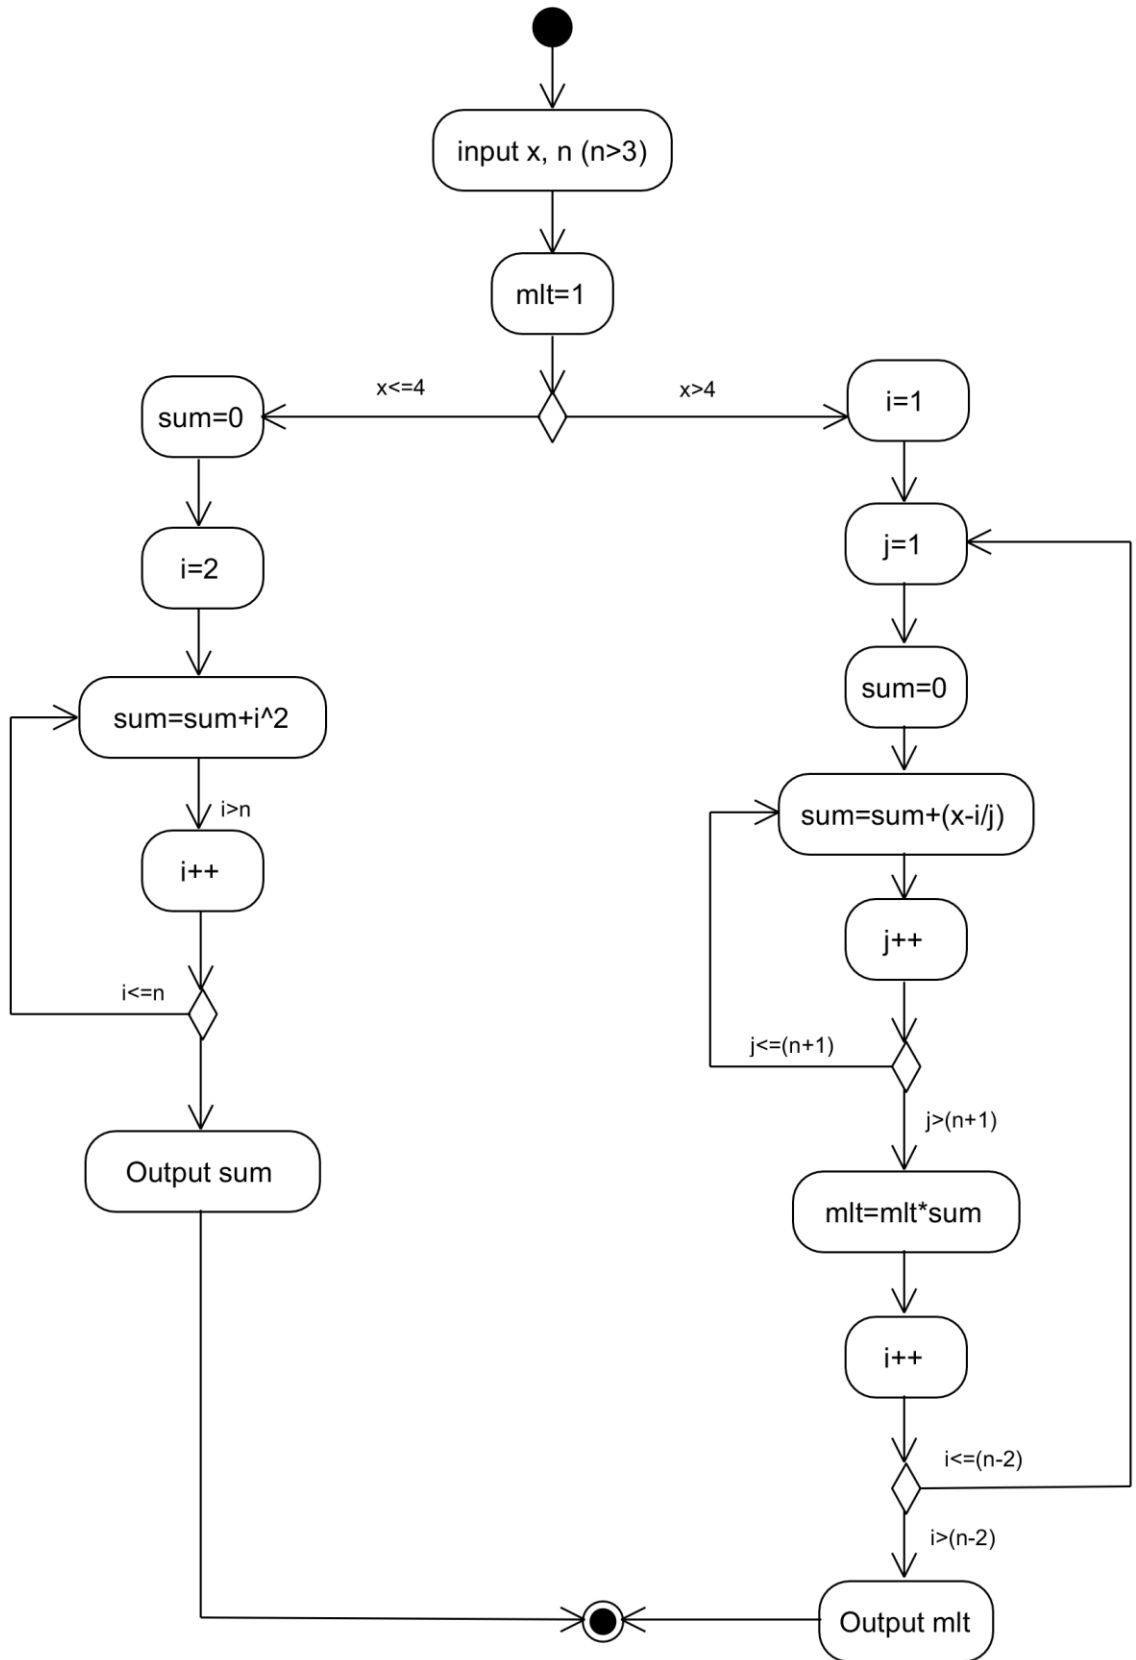 input x, n (n>3)
mlt=1
x<=4
x>4
sum=0
i=2
sum=sum+i^2
i>n
i++
i<=n
Output sum
i=1
j=1
sum=0
sum=sum+(x-i/j)
j++
j<=(n+1)
j>(n+1)
mlt=mlt*sum
i++
i<=(n-2)
i>(n-2)
Output mlt